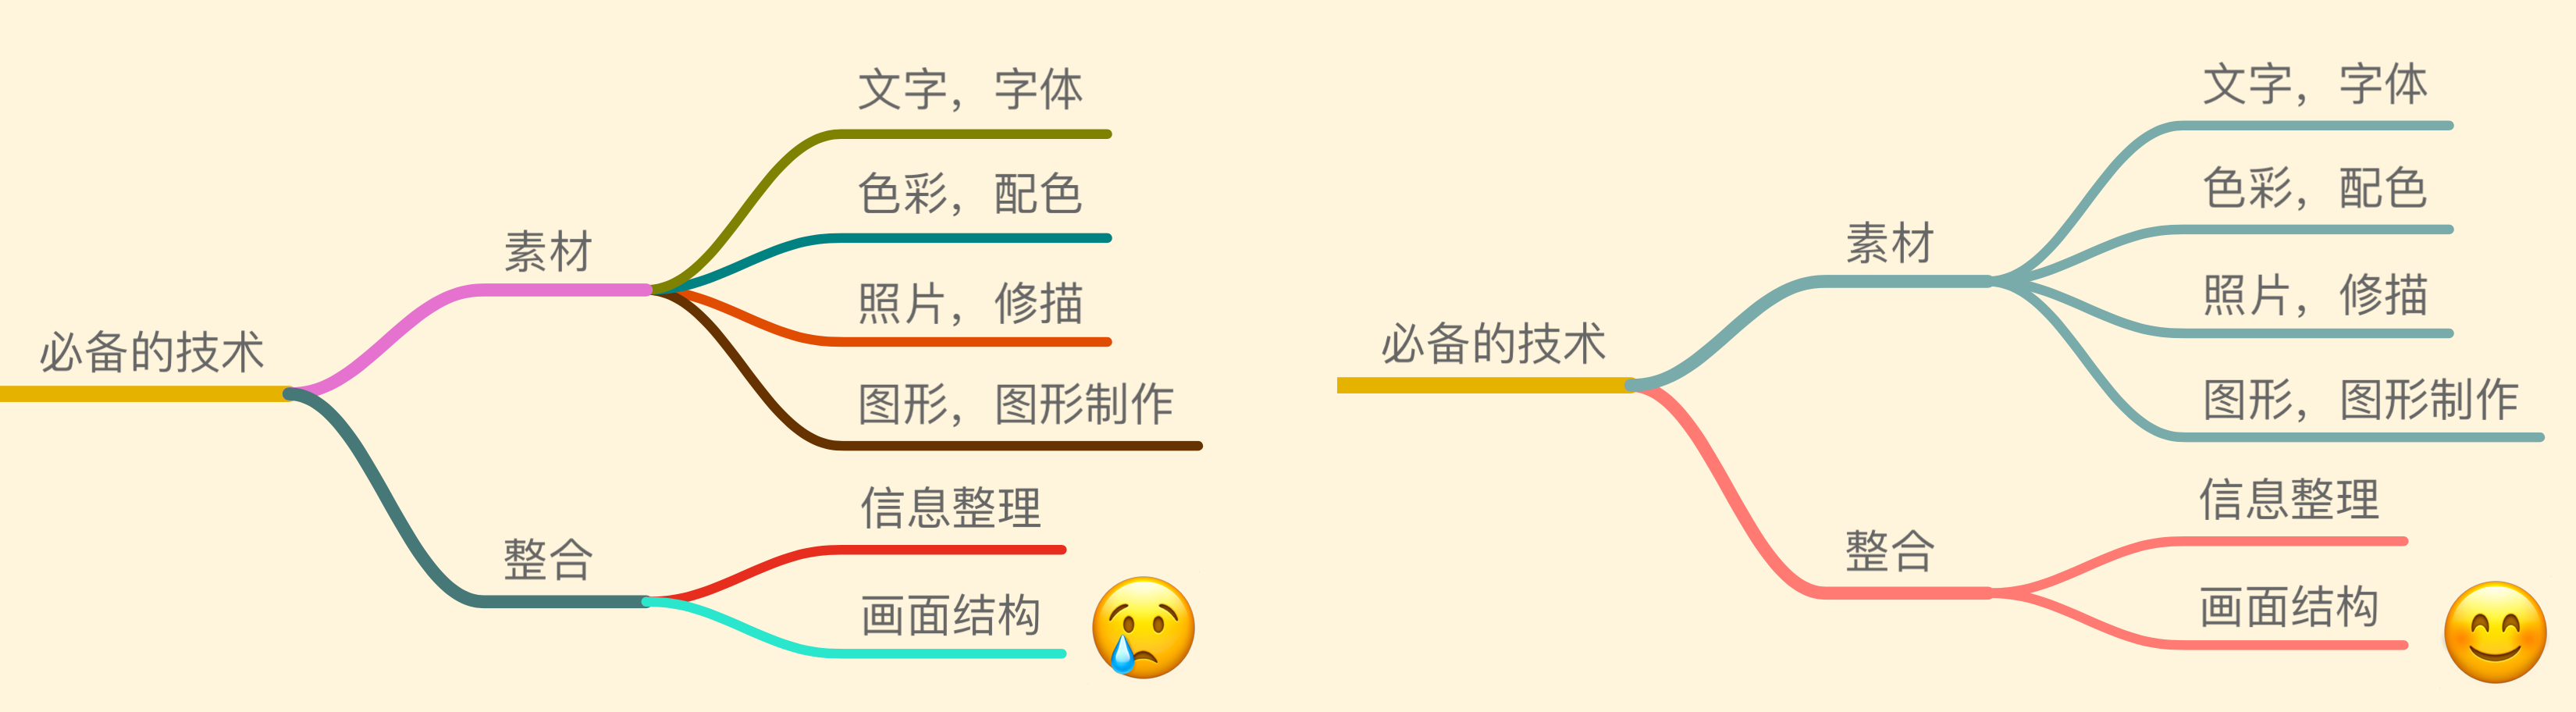 必备的技术
素材
文字，字体
色彩，配色
照片，修描
图形，图形制作
整合
信息整理
画面结构
必备的技术
素材
文字，字体
色彩，配色
照片，修描
图形，图形制作
整合
信息整理
画面结构